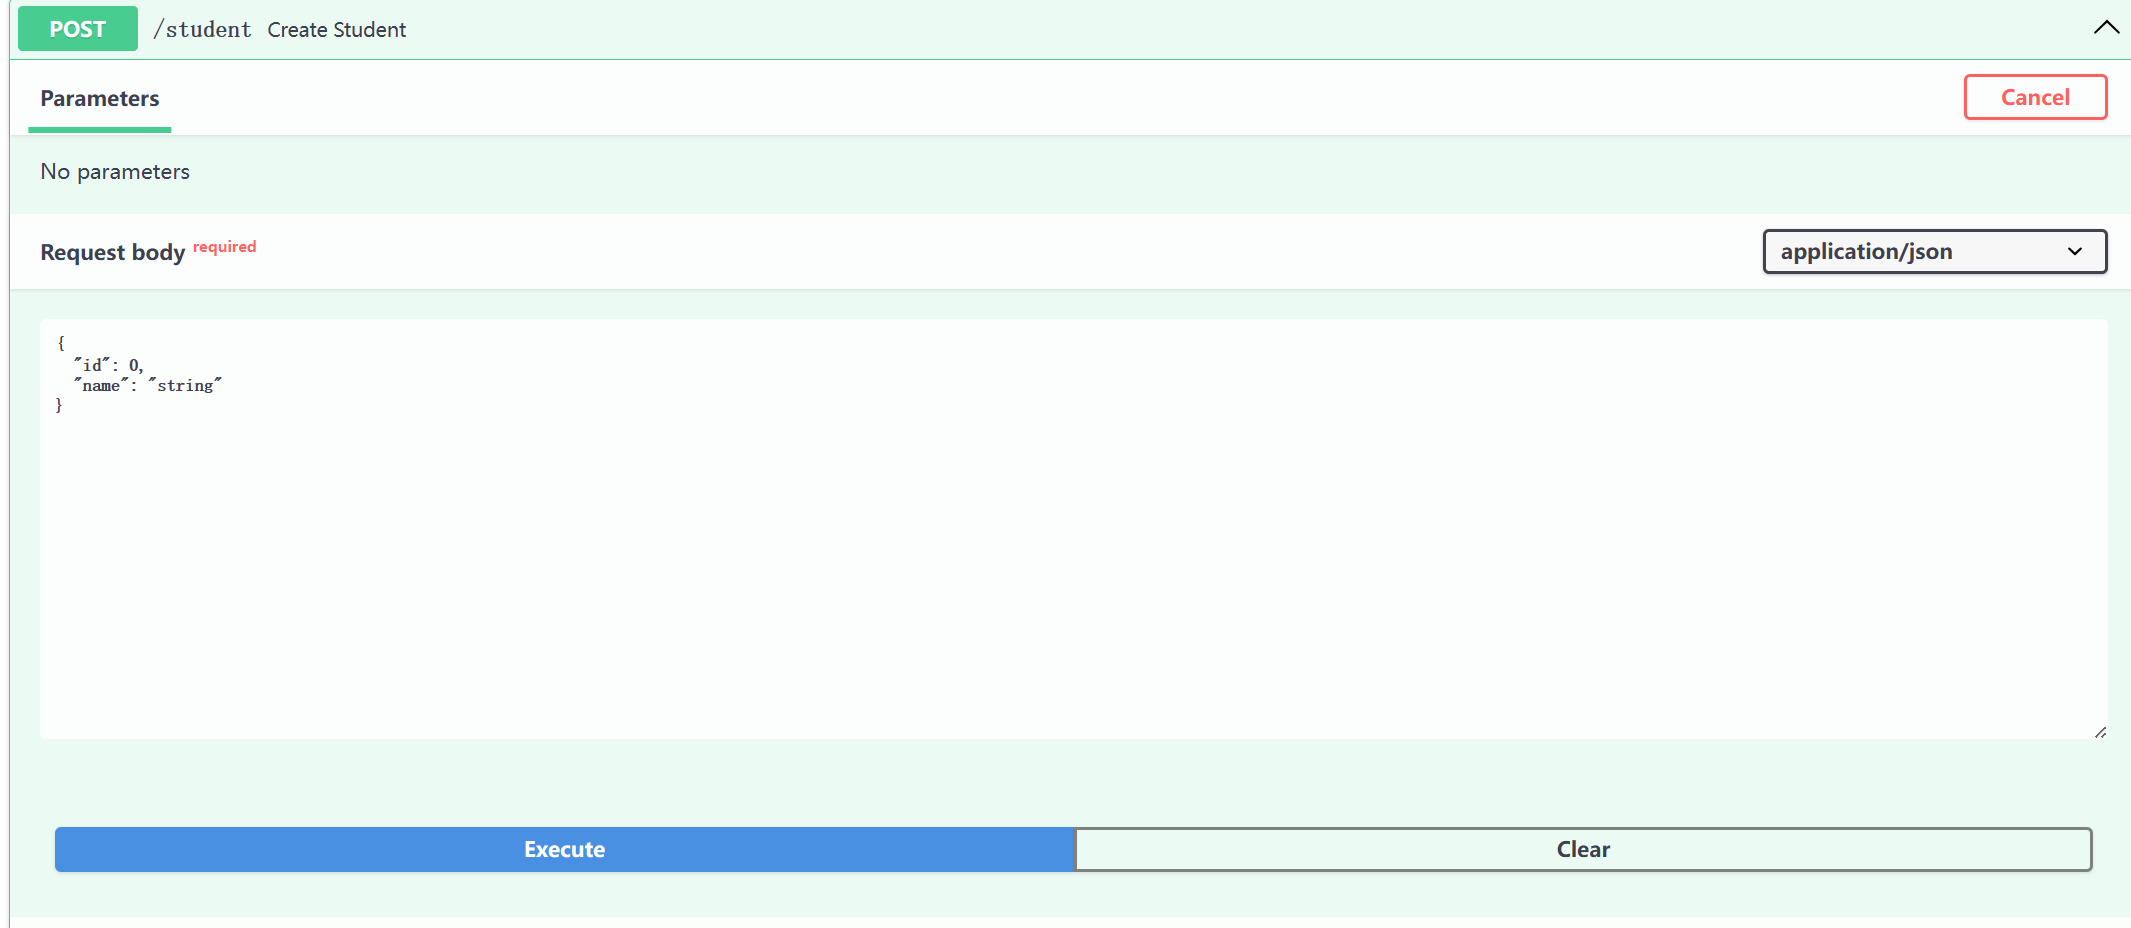 POST /student Create Student
Parameters
Cancel
No parameters
Request body required
application/json
{
  "id": 0,
  "name": "string"
}
Execute
Clear